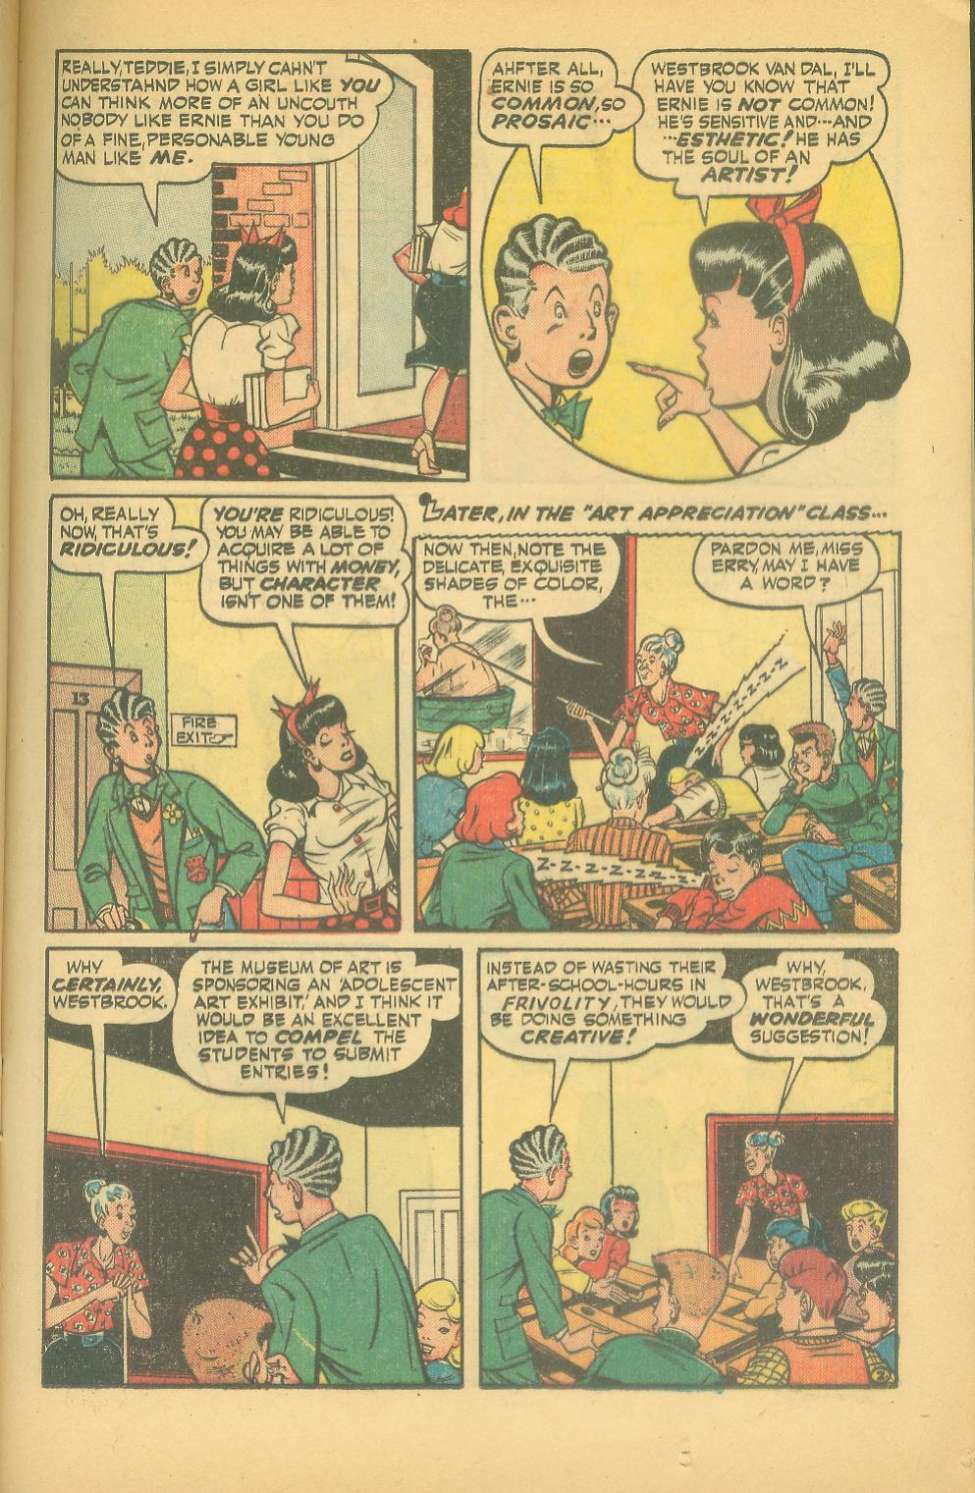 REALLY, TEDDIE, I SIMPLY CAHN'T
UNDERSTAHND HOW A GIRL LIKE YOU
CAN THINK MORE OF AN UNCOUTH
NOBODY LIKE ERNIE THAN YOU DO
OF A FINE, PERSONABLE YOUNG
MAN LIKE ME.
AHFTER ALL,
ERNIE IS SO
COMMON, SO
PROSAIC...
WESTBROOK VAN DAL, I'LL
HAVE YOU KNOW THAT
ERNIE IS NOT COMMON!
HE'S SENSITIVE AND...AND
...ESTHETIC! HE HAS
THE SOUL OF AN
ARTIST!
OH, REALLY
NOW, THAT'S
RIDICULOUS!
YOU'RE RIDICULOUS!
YOU MAY BE ABLE TO
ACQUIRE A LOT OF
THINGS WITH MONEY,
BUT CHARACTER
ISN'T ONE OF THEM!
13
FIRE
EXIT
LATER, IN THE "ART APPRECIATION" CLASS...
NOW THEN, NOTE THE
DELICATE, EXQUISITE
SHADES OF COLOR,
THE...
PARDON ME, MISS
ERRY, MAY I HAVE
A WORD?
Z-Z-Z-Z-Z-Z
Z-Z-Z-Z-Z-Z-Z
WHY
CERTAINLY,
WESTBROOK.
THE MUSEUM OF ART IS
SPONSORING AN 'ADOLESCENT
ART EXHIBIT,' AND I THINK IT
WOULD BE AN EXCELLENT
IDEA TO COMPEL THE
STUDENTS TO SUBMIT
ENTRIES!
INSTEAD OF WASTING THEIR
AFTER-SCHOOL-HOURS IN
FRIVOLITY, THEY WOULD
BE DOING SOMETHING
CREATIVE!
WHY,
WESTBROOK,
THAT'S A
WONDERFUL
SUGGESTION!